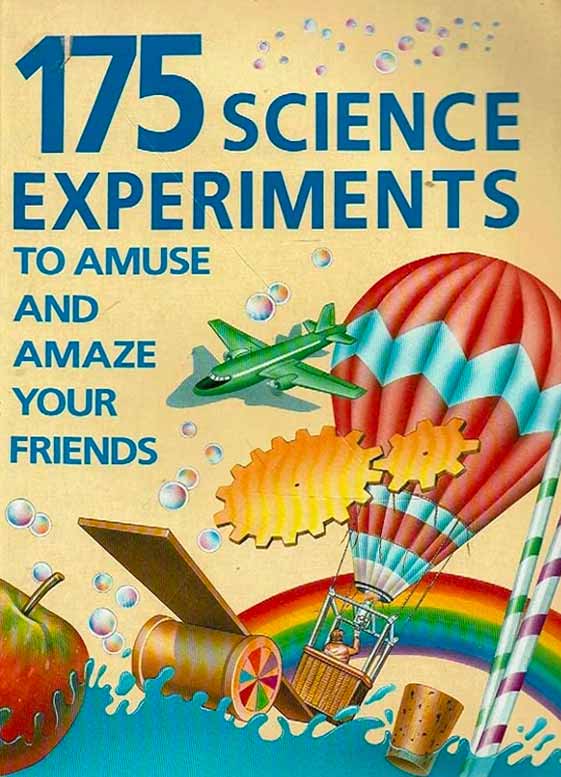 175 SCIENCE
EXPERIMENTS
TO AMUSE
AND
AMAZE
YOUR
FRIENDS